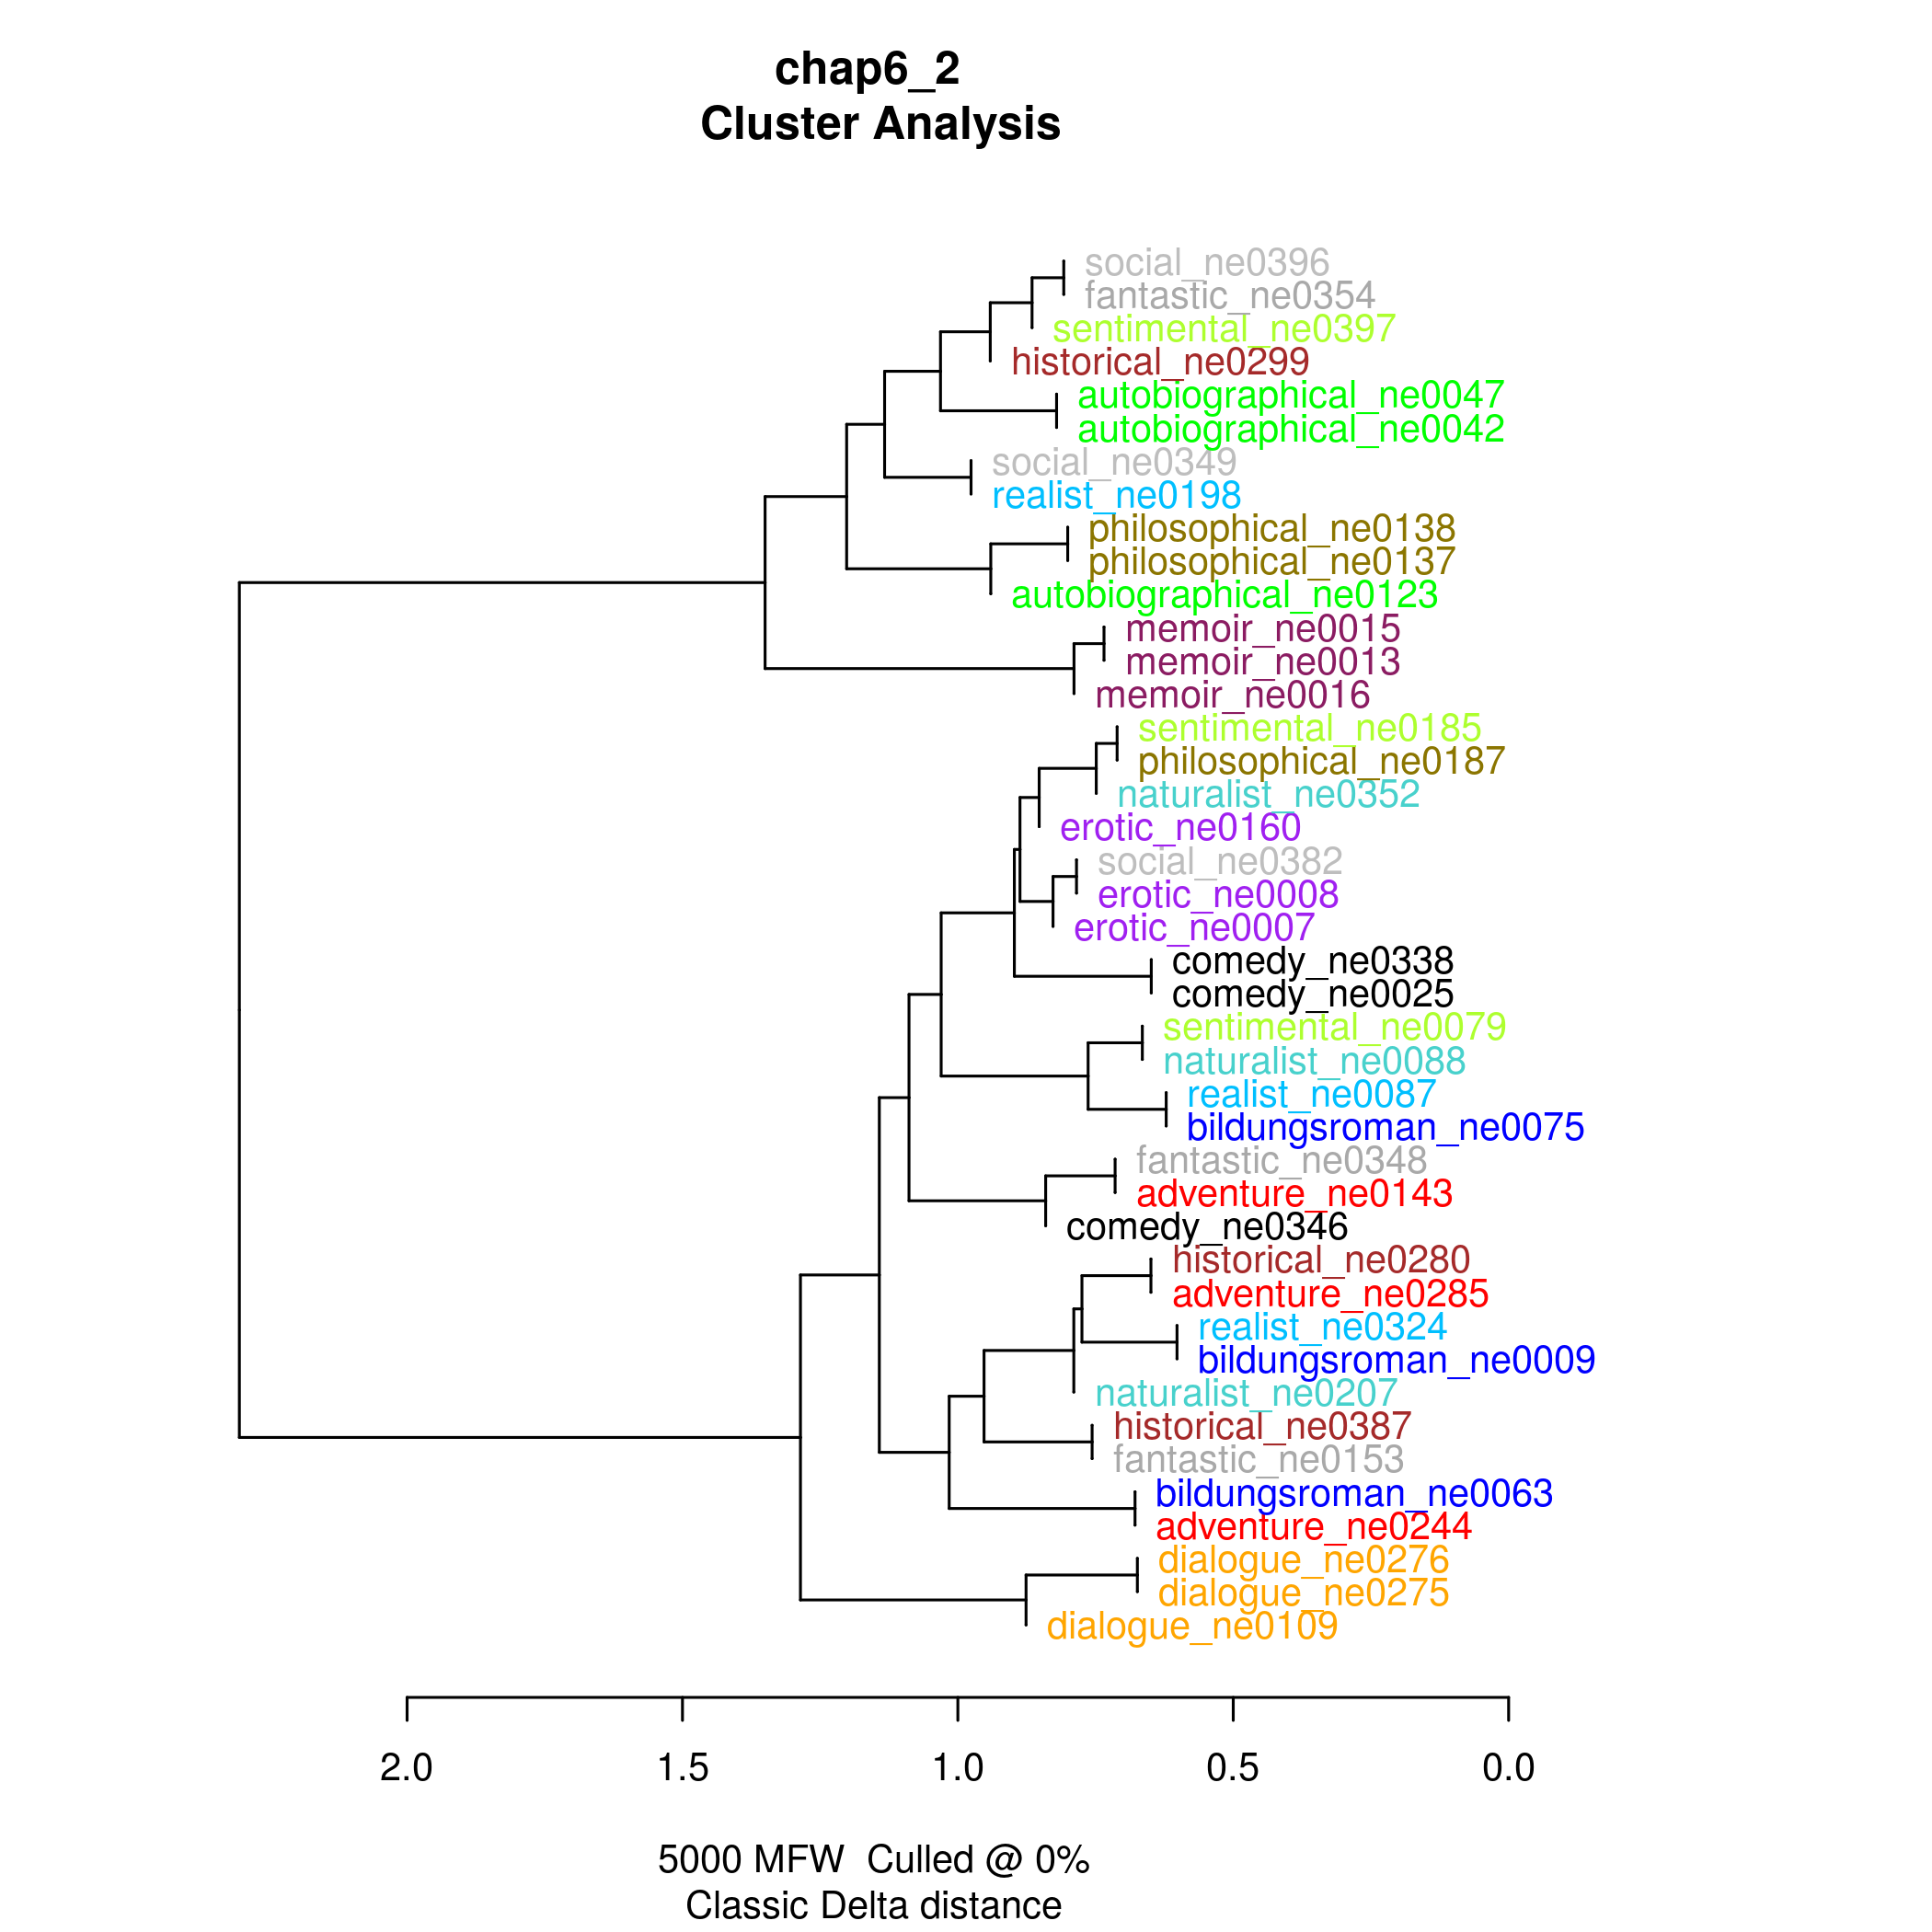 chap6_2
Cluster Analysis
social_ne0396
fantastic_ne0354
sentimental_ne0397
historical_ne0299
autobiographical_ne0047
autobiographical_ne0042
social_ne0349
realist_ne0198
philosophical_ne0138
philosophical_ne0137
autobiographical_ne0123
memoir_ne0015
memoir_ne0013
memoir_ne0016
sentimental_ne0185
philosophical_ne0187
naturalist_ne0352
erotic_ne0160
social_ne0382
erotic_ne0008
erotic_ne0007
comedy_ne0338
comedy_ne0025
sentimental_ne0079
naturalist_ne0088
realist_ne0087
bildungsroman_ne0075
fantastic_ne0348
adventure_ne0143
comedy_ne0346
historical_ne0280
adventure_ne0285
realist_ne0324
bildungsroman_ne0009
naturalist_ne0207
historical_ne0387
fantastic_ne0153
bildungsroman_ne0063
adventure_ne0244
dialogue_ne0276
dialogue_ne0275
dialogue_ne0109
2.0 1.5 1.0 0.5 0.0
5000 MFW  Culled @ 0%
Classic Delta distance